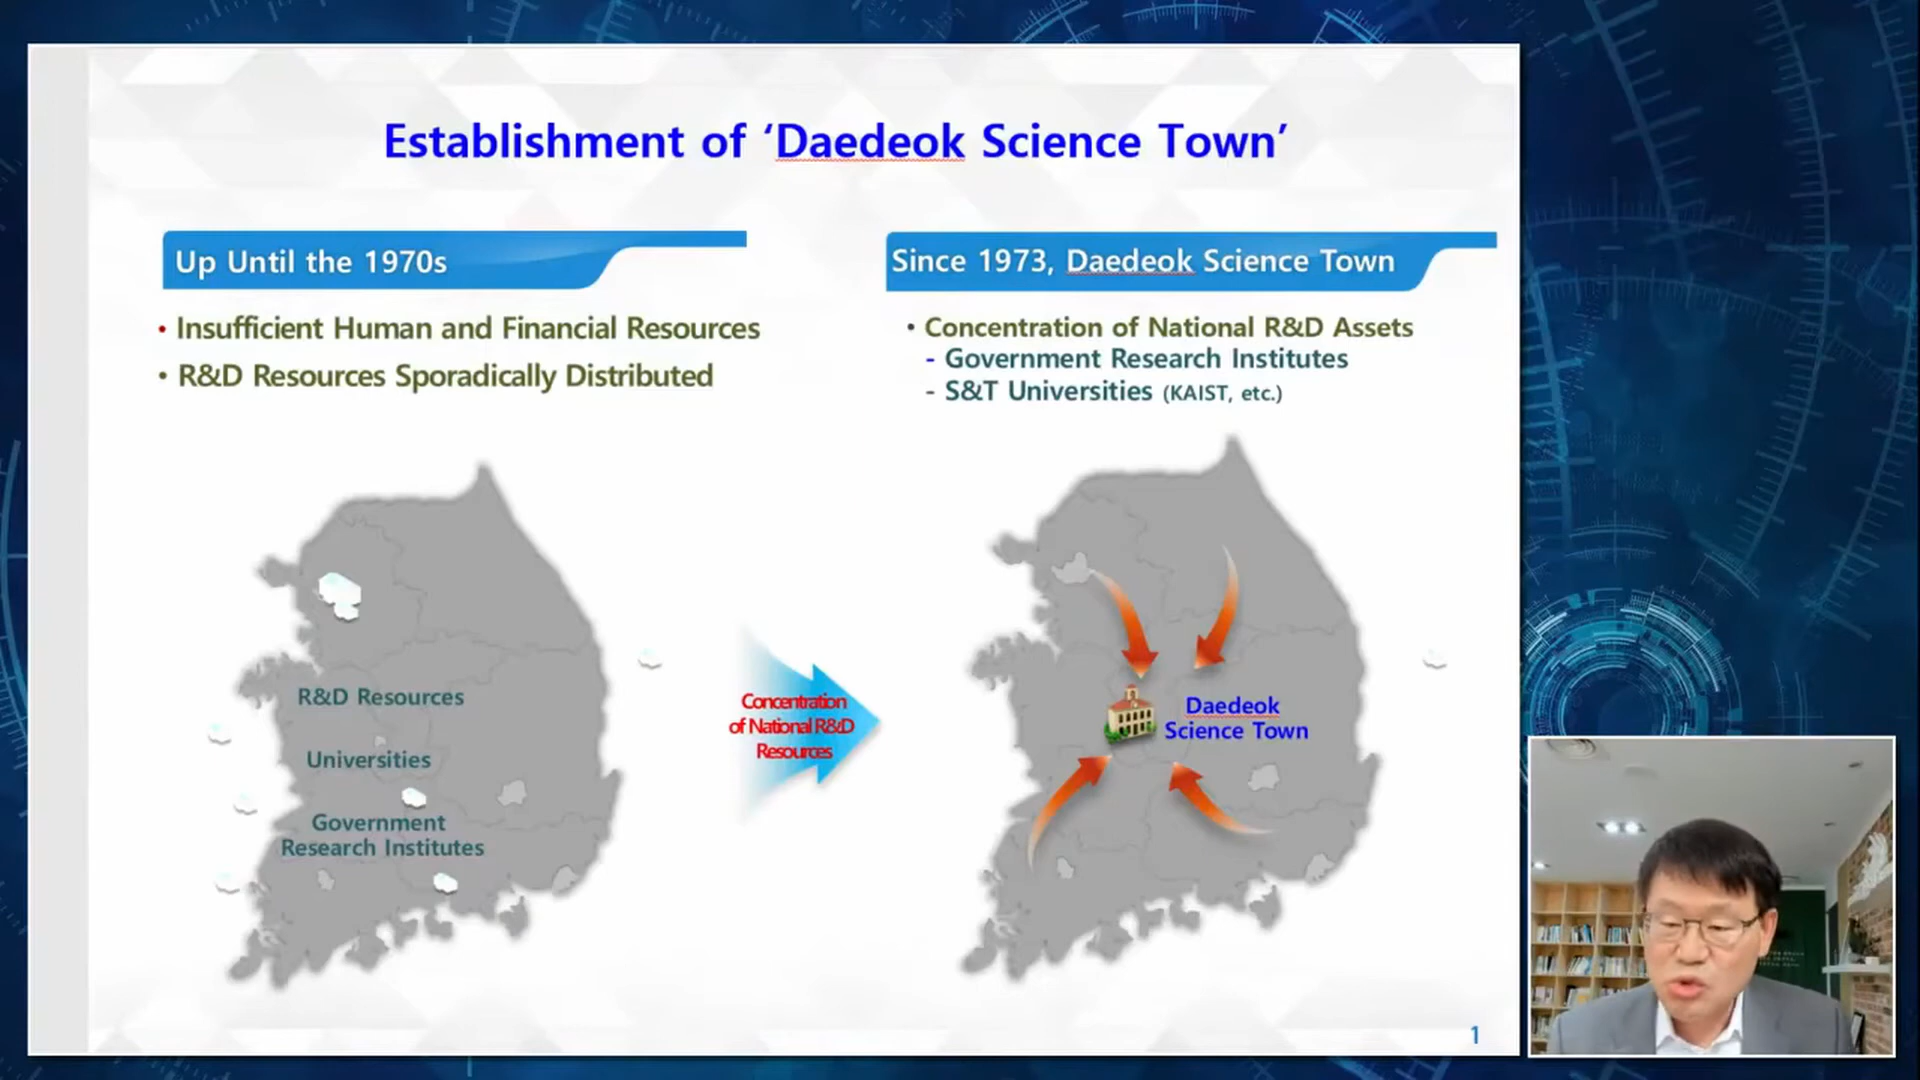 Establishment of ‘Daedeok Science Town’
Up Until the 1970s
• Insufficient Human and Financial Resources
• R&D Resources Sporadically Distributed
R&D Resources
Universities
Government
Research Institutes
Concentration
of National R&D
Resources
Since 1973, Daedeok Science Town
• Concentration of National R&D Assets
- Government Research Institutes
- S&T Universities (KAIST, etc.)
Daedeok
Science Town
1